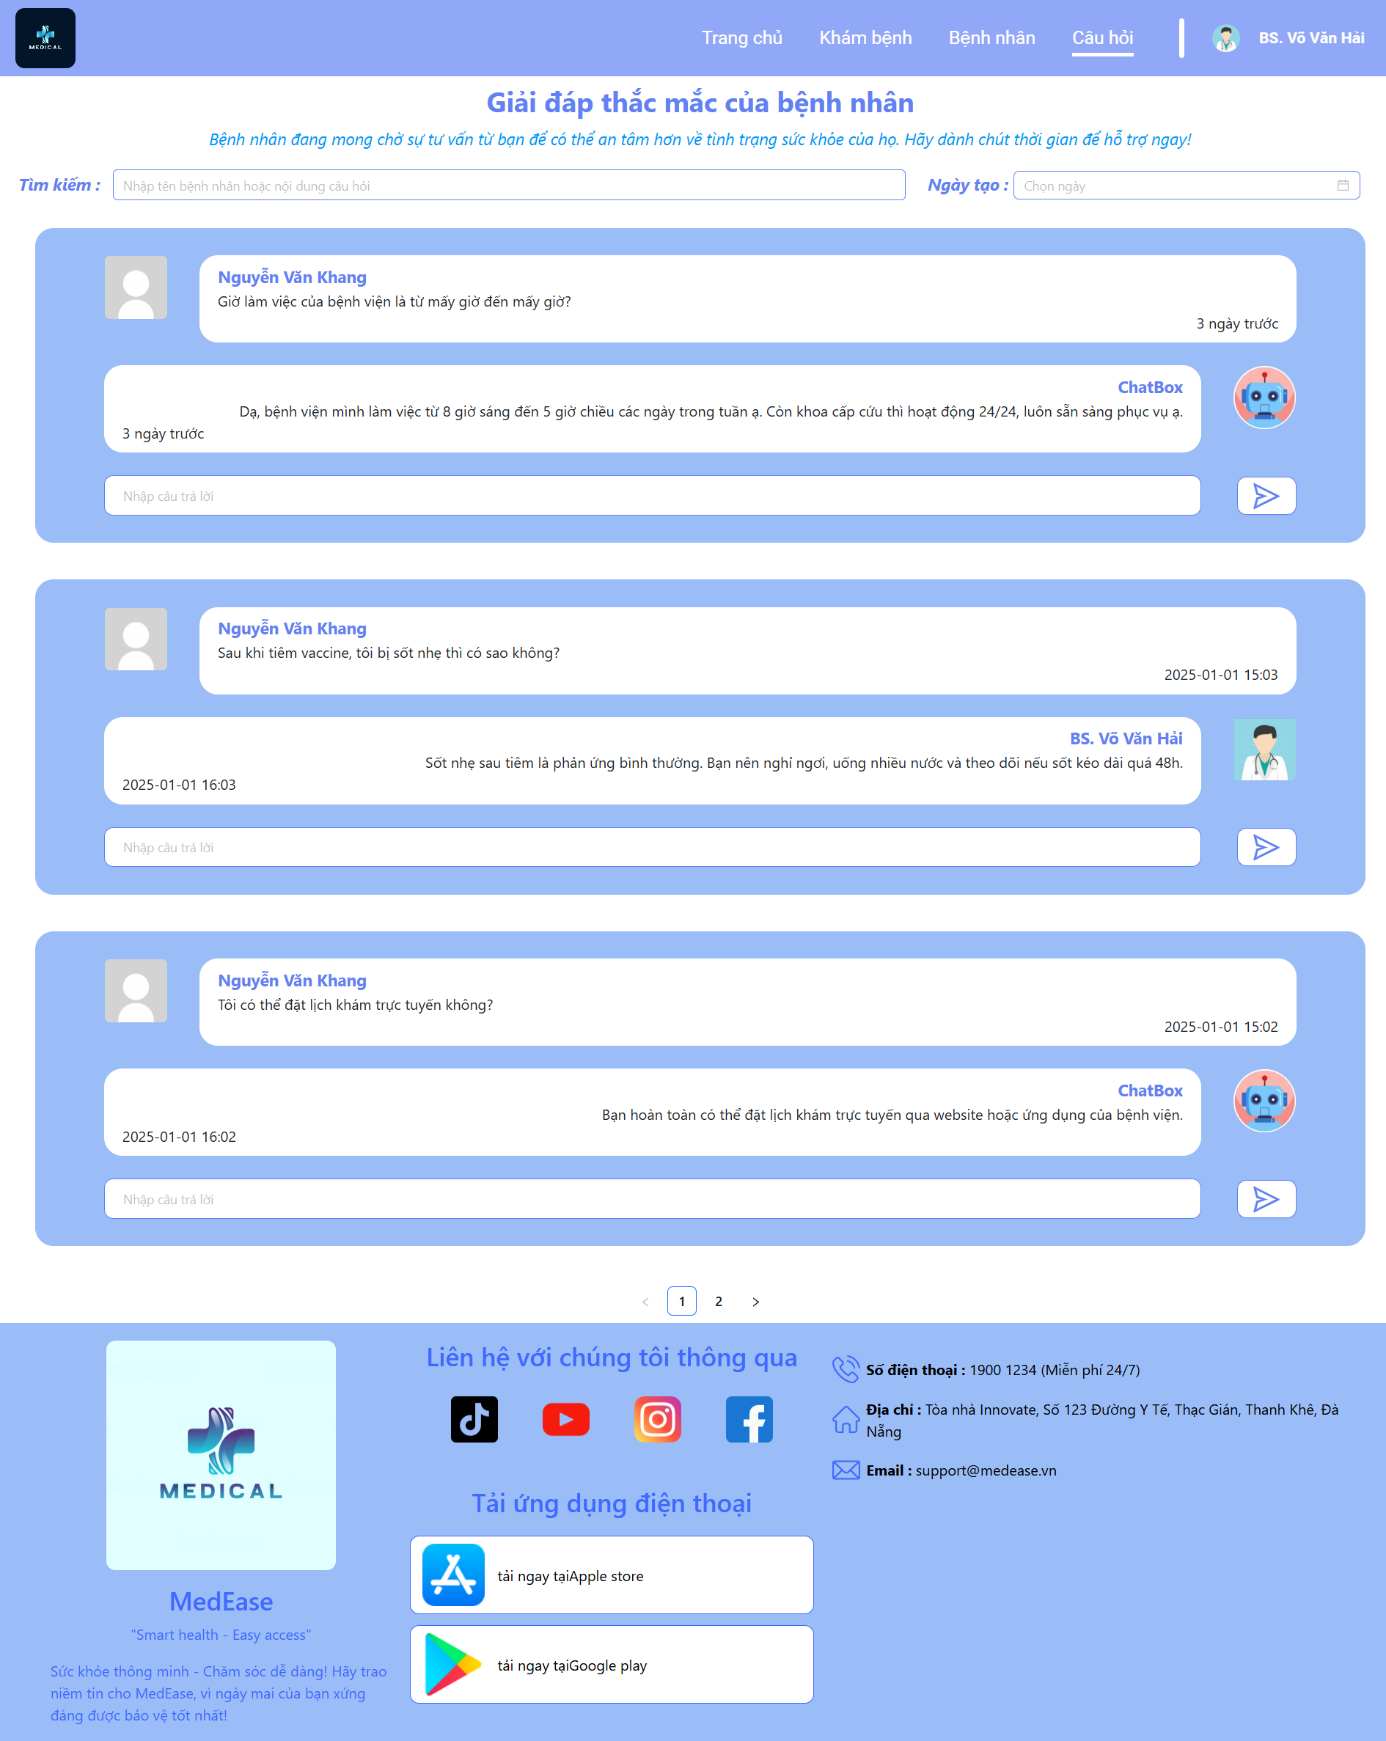 MEDICAL
Trang chủ
Khám bệnh
Bệnh nhân
Câu hỏi
BS. Võ Văn Hải
Giải đáp thắc mắc của bệnh nhân
Bệnh nhân đang mong chờ sự tư vấn từ bạn để có thể an tâm hơn về tình trạng sức khỏe của họ. Hãy dành chút thời gian để hỗ trợ ngay!
Tìm kiếm :
Nhập tên bệnh nhân hoặc nội dung câu hỏi
Ngày tạo :
Chọn ngày
Nguyễn Văn Khang
Giờ làm việc của bệnh viện là từ mấy giờ đến mấy giờ?
3 ngày trước
ChatBox
Dạ, bệnh viện mình làm việc từ 8 giờ sáng đến 5 giờ chiều các ngày trong tuần ạ. Còn khoa cấp cứu thì hoạt động 24/24, luôn sẵn sàng phục vụ ạ.
3 ngày trước
Nhập câu trả lời
Nguyễn Văn Khang
Sau khi tiêm vaccine, tôi bị sốt nhẹ thì có sao không?
2025-01-01 15:03
BS. Võ Văn Hải
Sốt nhẹ sau tiêm là phản ứng bình thường. Bạn nên nghỉ ngơi, uống nhiều nước và theo dõi nếu sốt kéo dài quá 48h.
2025-01-01 16:03
Nhập câu trả lời
Nguyễn Văn Khang
Tôi có thể đặt lịch khám trực tuyến không?
2025-01-01 15:02
ChatBox
Bạn hoàn toàn có thể đặt lịch khám trực tuyến qua website hoặc ứng dụng của bệnh viện.
2025-01-01 16:02
Nhập câu trả lời
< 1 2 >
MEDICAL
MedEase
"Smart health - Easy access"
Sức khỏe thông minh - Chăm sóc dễ dàng! Hãy trao
niềm tin cho MedEase, vì ngày mai của bạn xứng
đáng được bảo vệ tốt nhất!
Liên hệ với chúng tôi thông qua
Tải ứng dụng điện thoại
tải ngay tạiApple store
tải ngay tạiGoogle play
Số điện thoại : 1900 1234 (Miễn phí 24/7)
Địa chỉ : Tòa nhà Innovate, Số 123 Đường Y Tế, Thạc Gián, Thanh Khê, Đà
Nẵng
Email : support@medease.vn